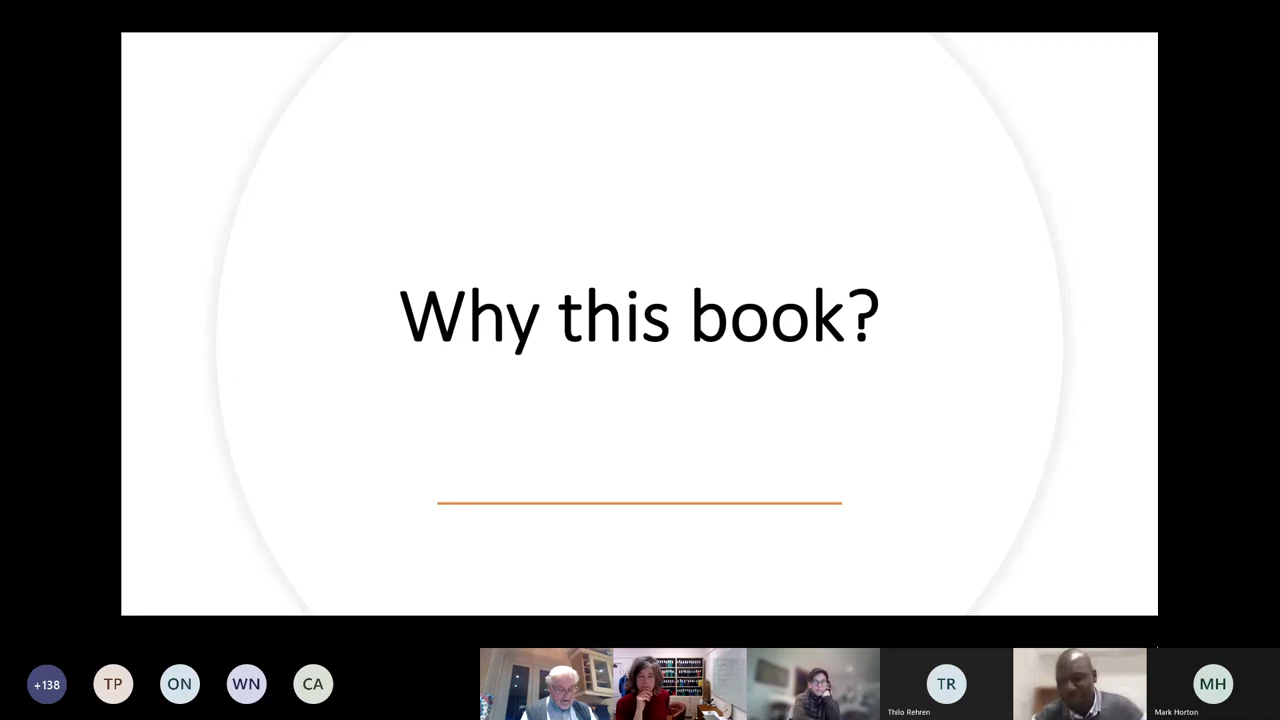 Why this book?
+138
TP
ON
WN
CA
TR
Thilo Rehren
MH
Mark Horton